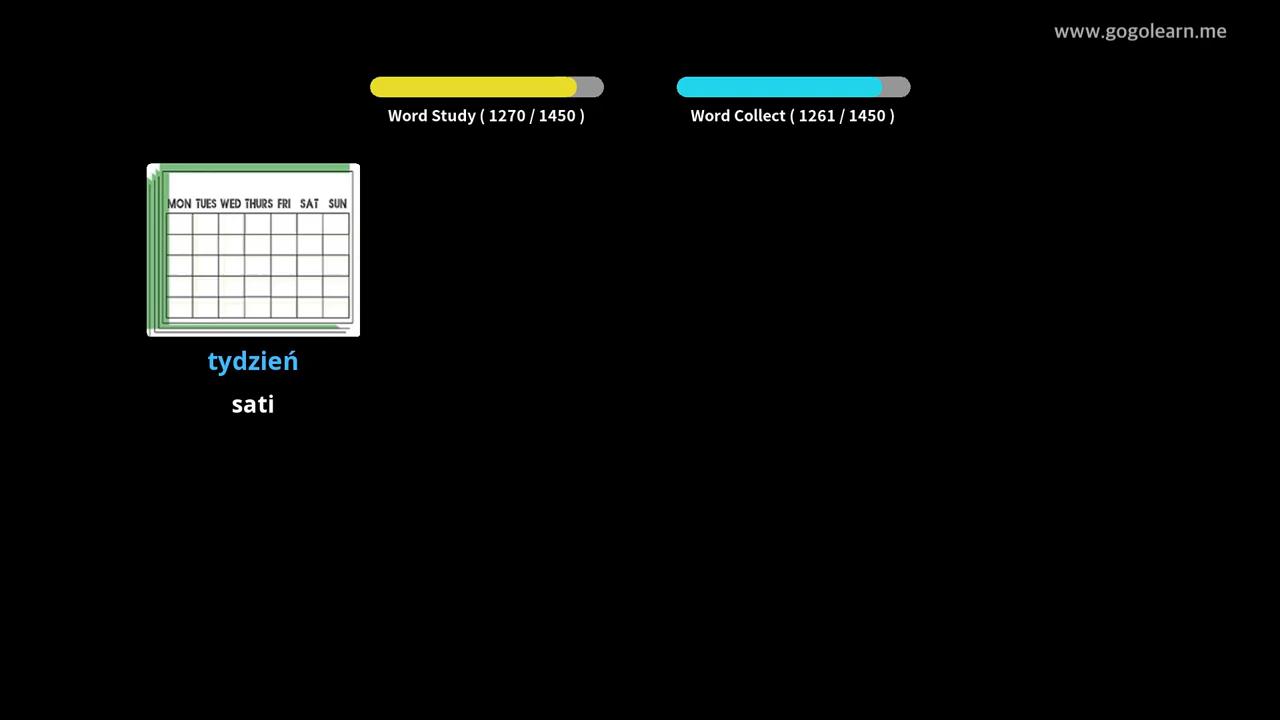 www.gogolearn.me
Word Study ( 1270 / 1450 )
Word Collect ( 1261 / 1450 )
MON TUES WED THURS FRI SAT SUN
tydzień
sati